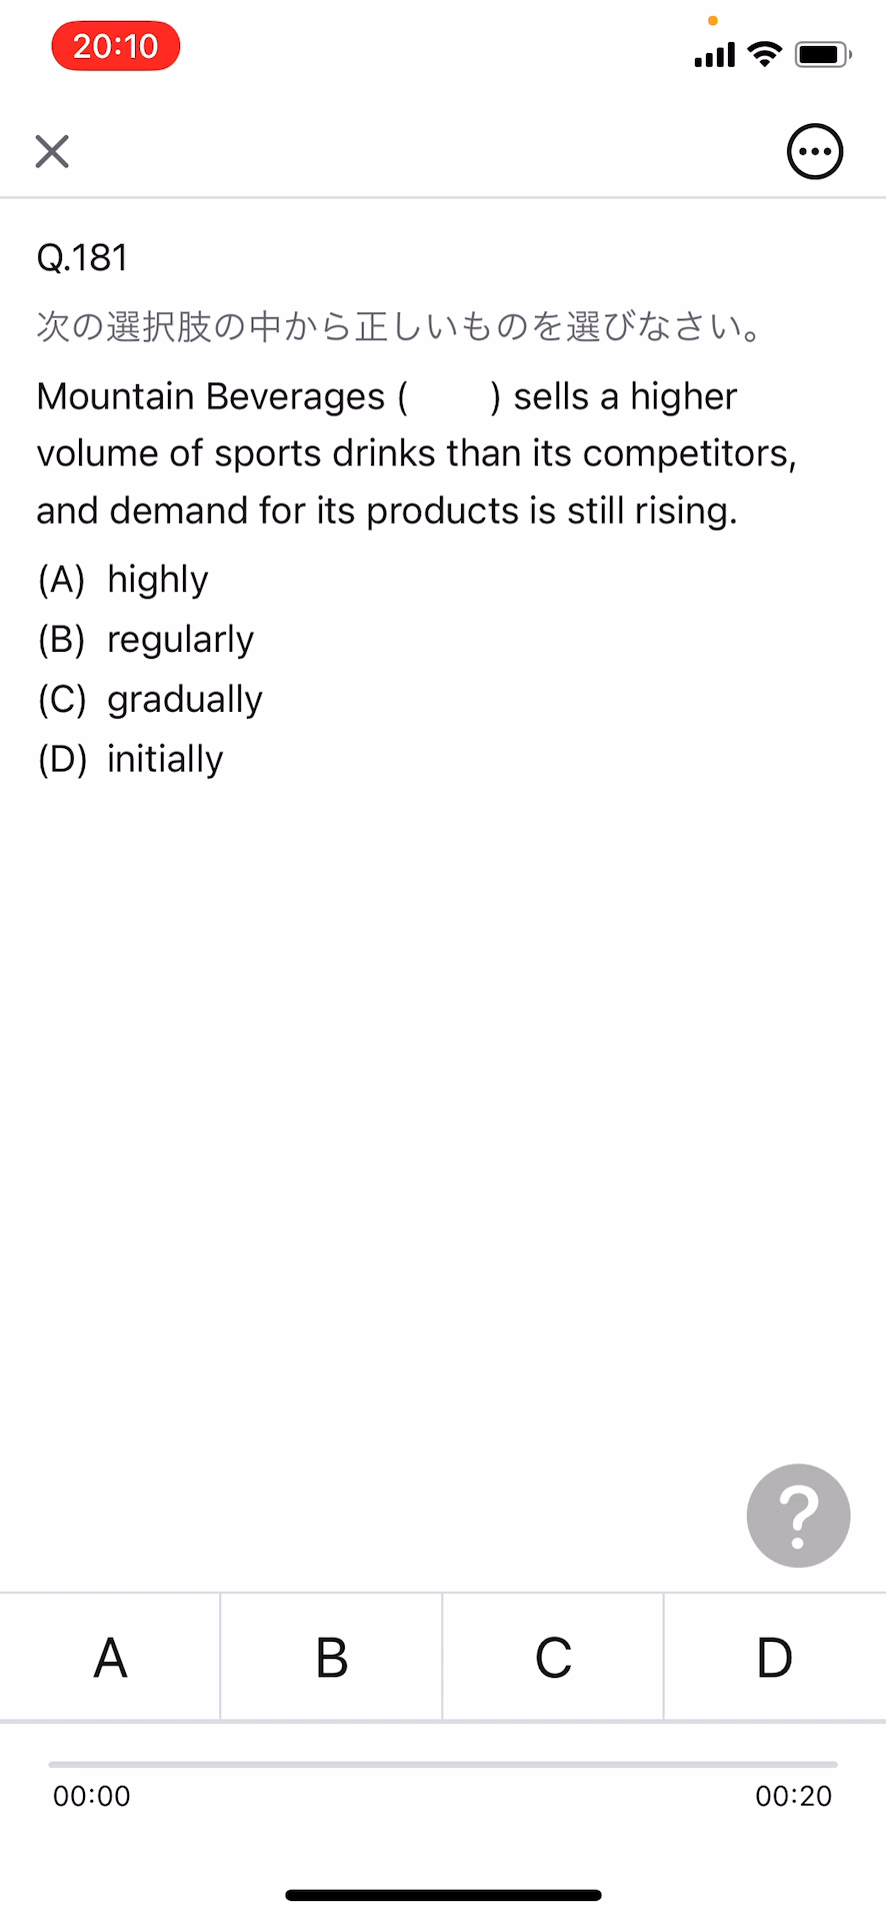 20:10
Q.181
次の選択肢の中から正しいものを選びなさい。
Mountain Beverages (　　) sells a higher
volume of sports drinks than its competitors,
and demand for its products is still rising.
(A) highly
(B) regularly
(C) gradually
(D) initially
?
A B C D
00:00 00:20